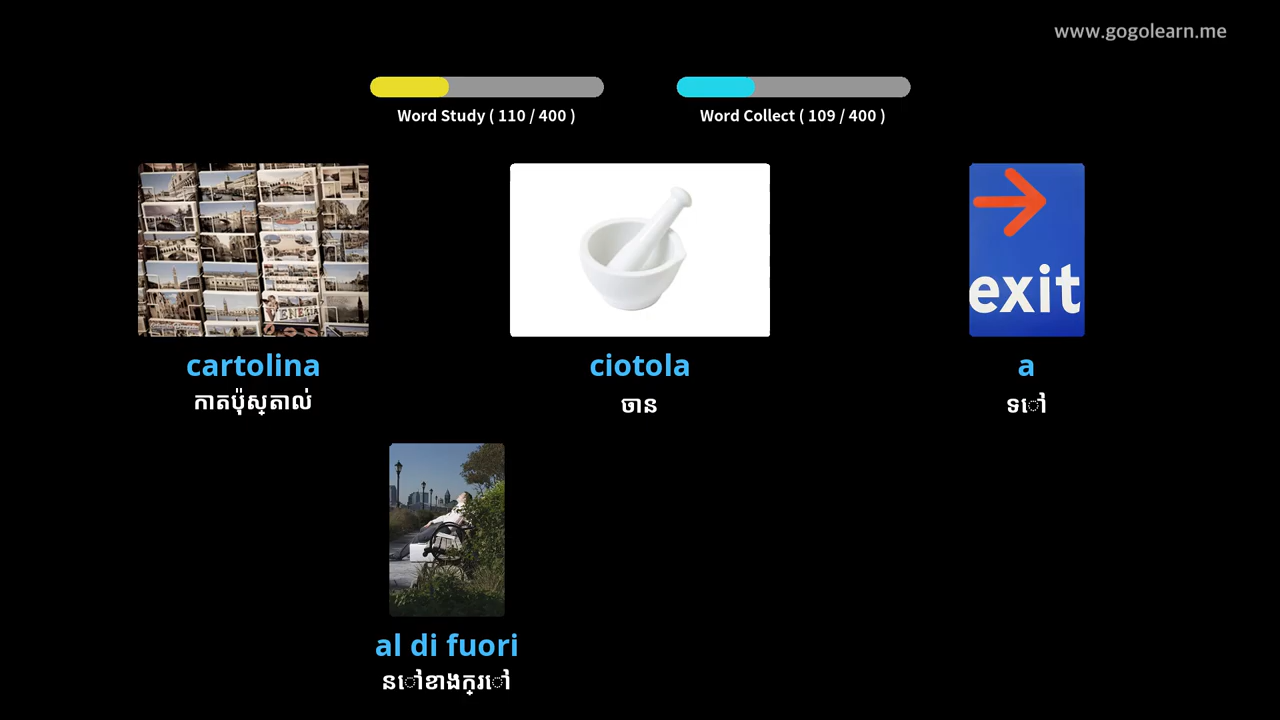 www.gogolearn.me
Word Study ( 110 / 400 )
Word Collect ( 109 / 400 )
exit
cartolina
ciotola
a
កាតប៉ុស្តាល់
ចាន
ទៅ
al di fuori
នៅខាងក្រៅ